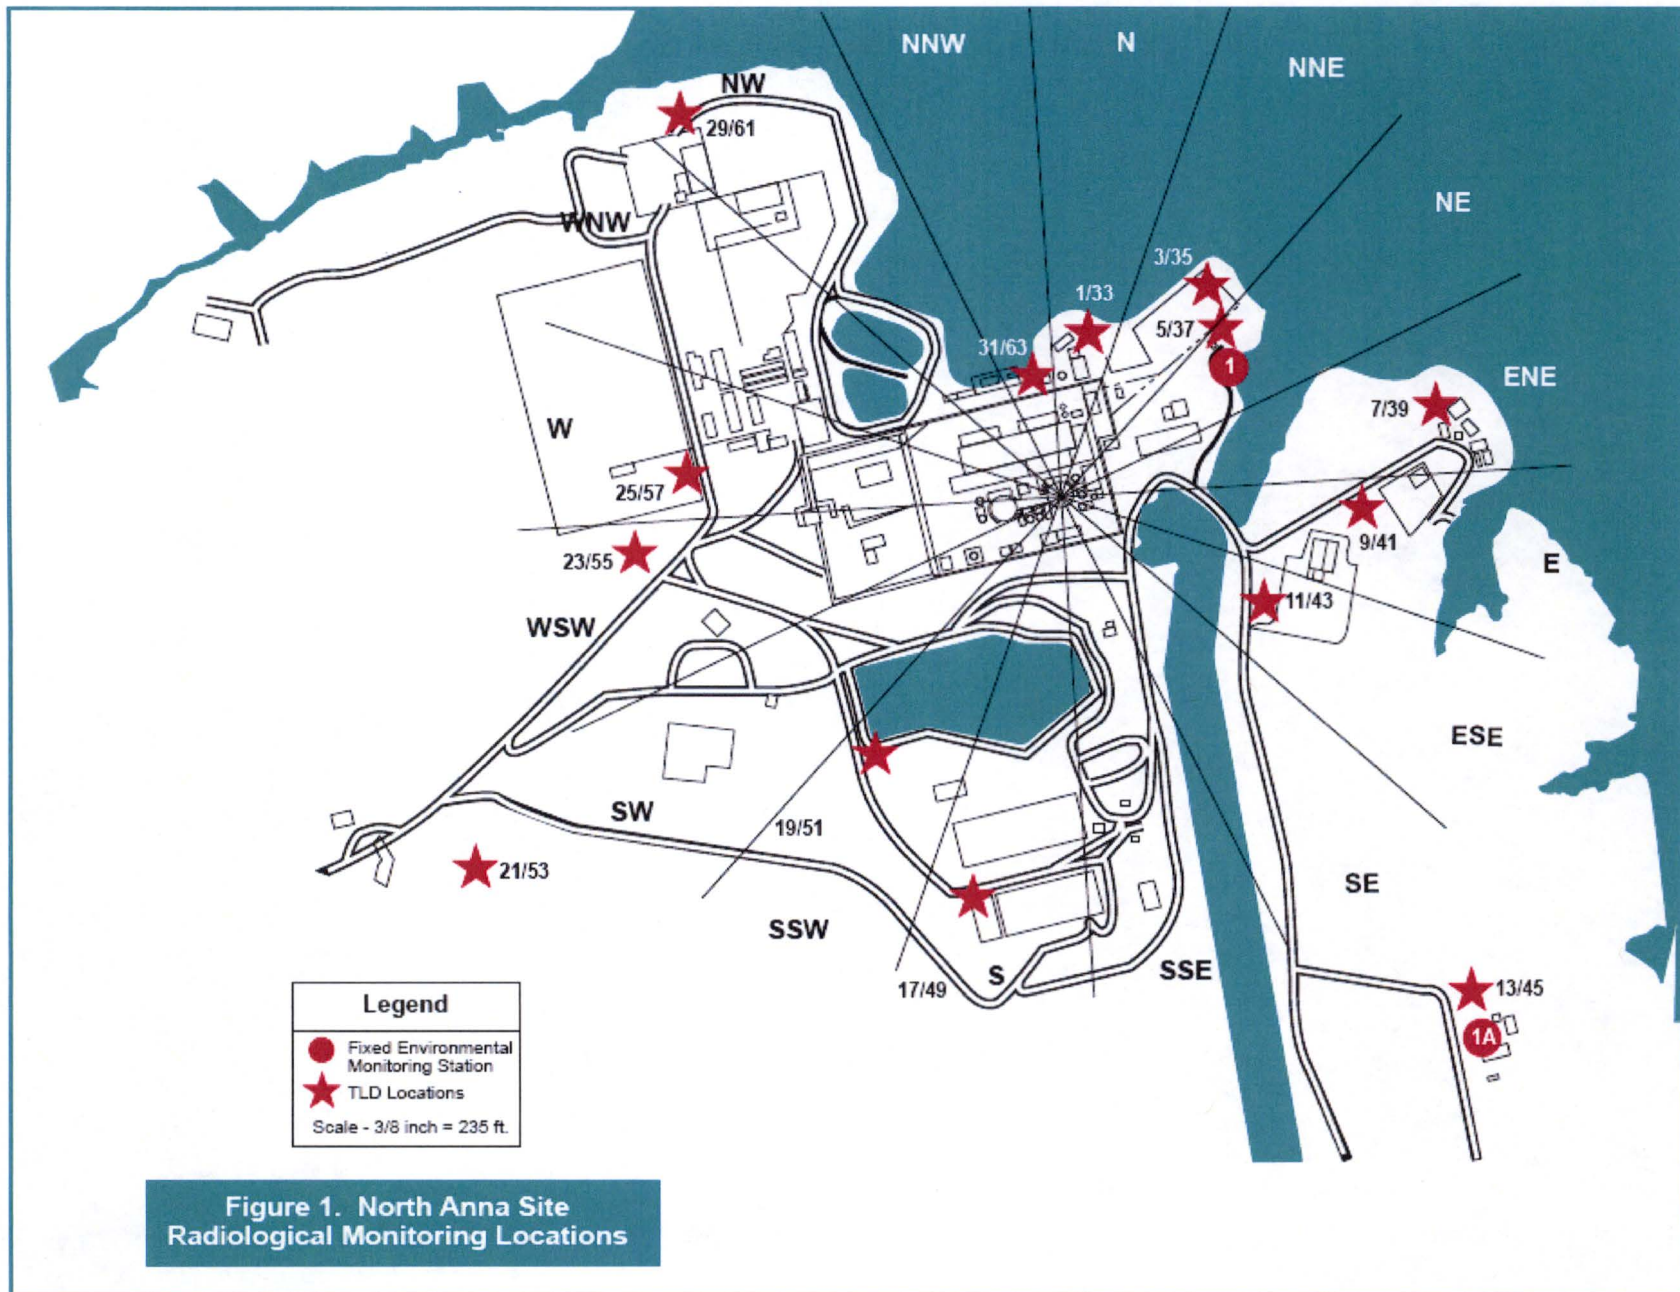 NNW
N
NNE
NW
29/61
NE
WNW
3/35
1/33
5/37
31/63
1
ENE
7/39
W
25/57
9/41
23/55
E
11/43
WSW
ESE
SW
19/51
21/53
SE
SSW
S
SSE
17/49
13/45
1A
Legend
Fixed Environmental
Monitoring Station
TLD Locations
Scale - 3/8 inch = 235 ft.
Figure 1. North Anna Site
Radiological Monitoring Locations